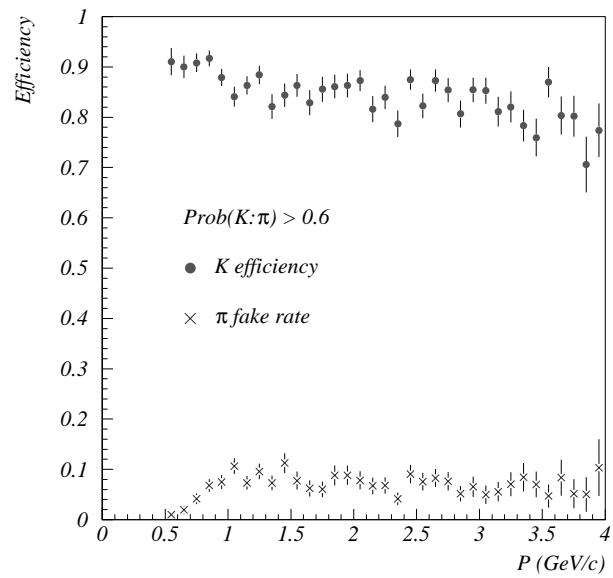 Efficiency
1
0.9
0.8
0.7
0.6
0.5
0.4
0.3
0.2
0.1
0
Prob(K:π) > 0.6
K efficiency
π fake rate
0 0.5 1 1.5 2 2.5 3 3.5 4
P (GeV/c)